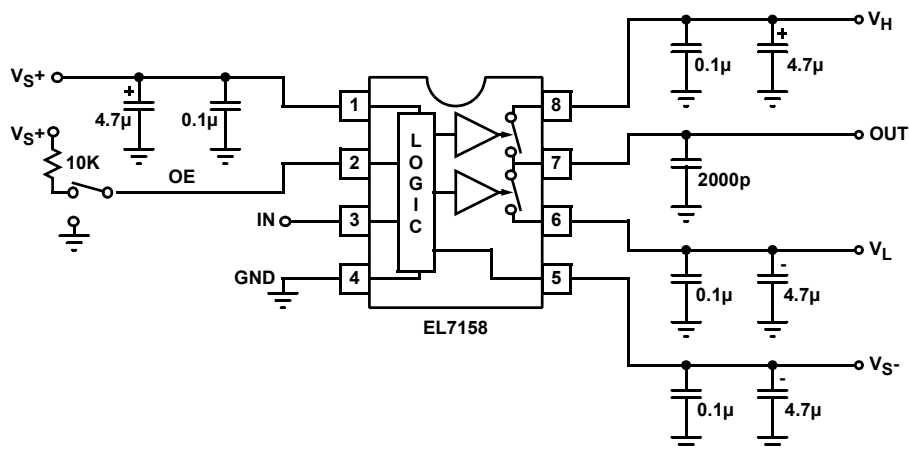 VH
+
0.1µ
4.7µ
VS+
+
4.7µ
0.1µ
1
8
VS+
10K
OE
2
LOGIC
7
OUT
2000p
IN
3
6
VL
-
0.1µ
4.7µ
GND
4
5
EL7158
VS-
-
0.1µ
4.7µ